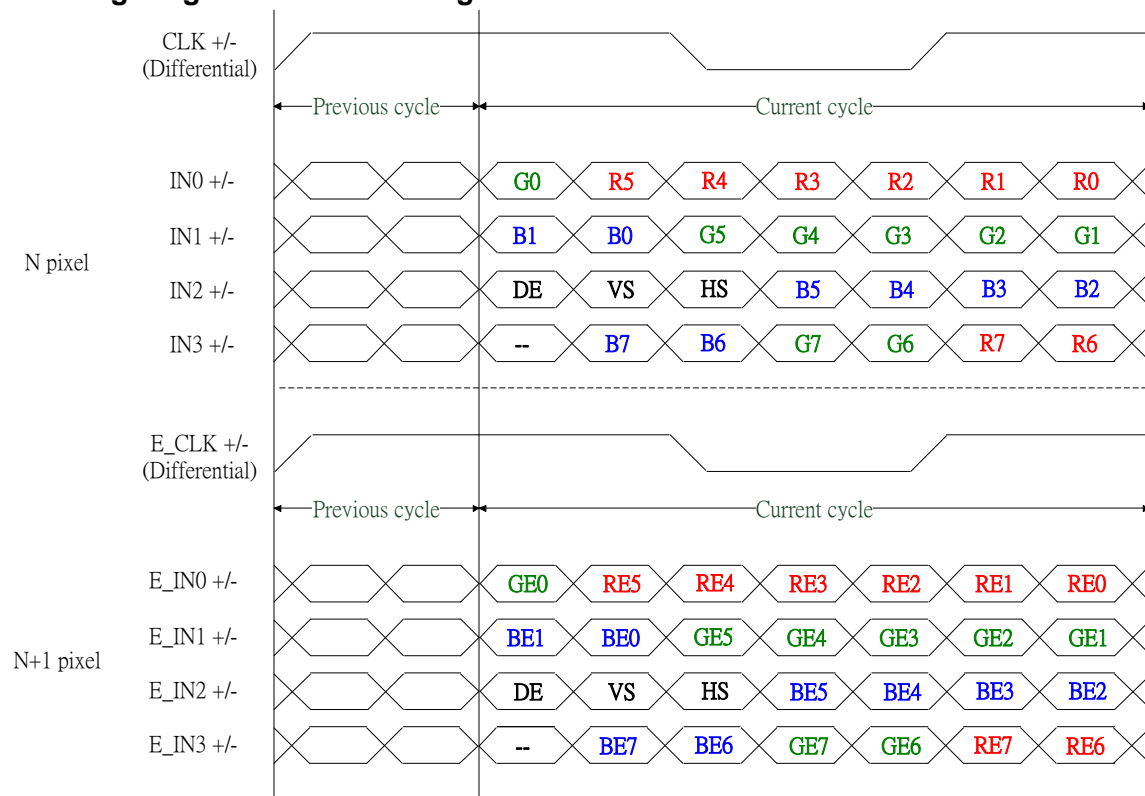 CLK +/-
(Differential)
Previous cycle Current cycle
IN0 +/- G0 R5 R4 R3 R2 R1 R0
IN1 +/- B1 B0 G5 G4 G3 G2 G1
N pixel
IN2 +/- DE VS HS B5 B4 B3 B2
IN3 +/- -- B7 B6 G7 G6 R7 R6
E_CLK +/-
(Differential)
Previous cycle Current cycle
E_IN0 +/- GE0 RE5 RE4 RE3 RE2 RE1 RE0
E_IN1 +/- BE1 BE0 GE5 GE4 GE3 GE2 GE1
N+1 pixel
E_IN2 +/- DE VS HS BE5 BE4 BE3 BE2
E_IN3 +/- -- BE7 BE6 GE7 GE6 RE7 RE6